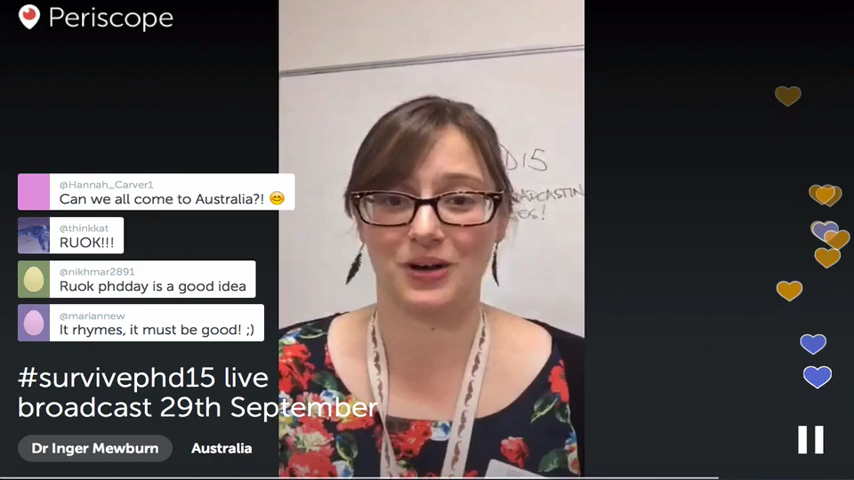 Periscope
@Hannah_Carver1
Can we all come to Australia?! 😊
@thinkkat
RUOK!!!
@nikhmar2891
Ruok phdday is a good idea
@mariannew
It rhymes, it must be good! ;)
#survivephd15 live
broadcast 29th September
Dr Inger Mewburn
Australia
D15